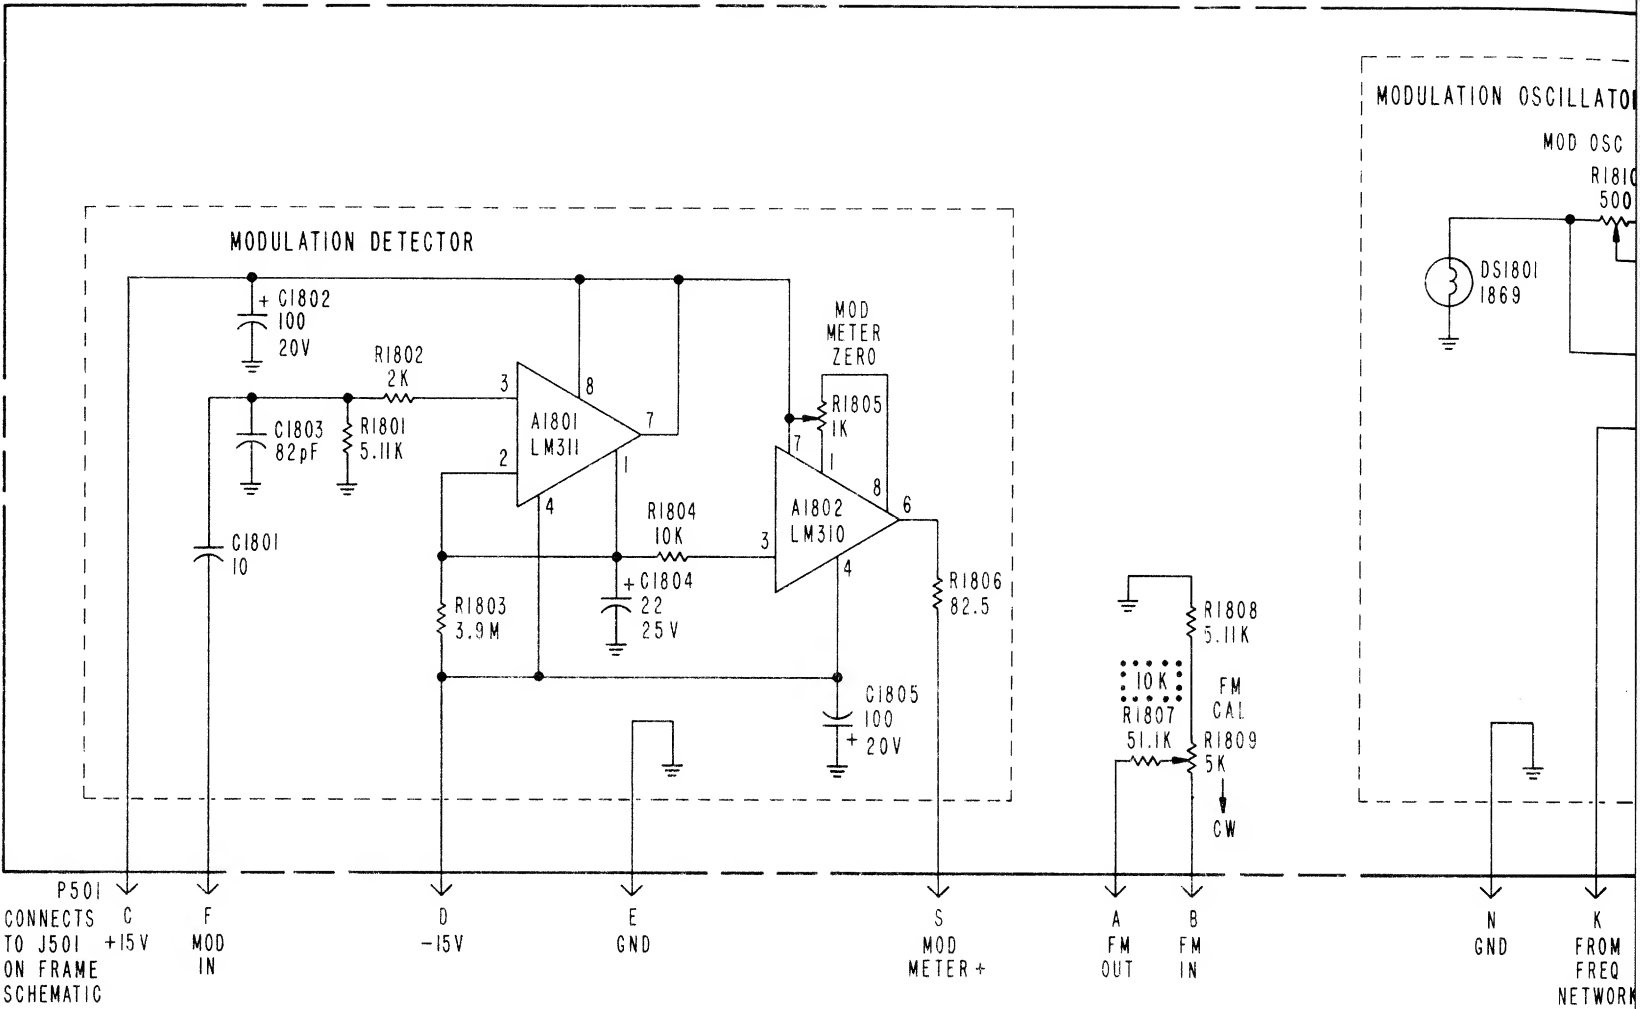 MODULATION DETECTOR
+ C1802
100
20V
R1802
2K
C1803
82pF
R1801
5.11K
3
2
8
7
1
4
A1801
LM311
C1801
10
R1803
3.9M
R1804
10K
+ C1804
22
25V
MOD
METER
ZERO
R1805
1K
7
1
8
6
3
4
A1802
LM310
R1806
82.5
C1805
100
+ 20V
R1808
5.11K
10K
R1807
51.1K
FM
CAL
R1809
5K
CW
MODULATION OSCILLATO
MOD OSC
R1810
500
DS1801
1869
P501
CONNECTS
TO J501
ON FRAME
SCHEMATIC
C
+15V
F
MOD
IN
D
-15V
E
GND
S
MOD
METER +
A
FM
OUT
B
FM
IN
N
GND
K
FROM
FREQ
NETWORK